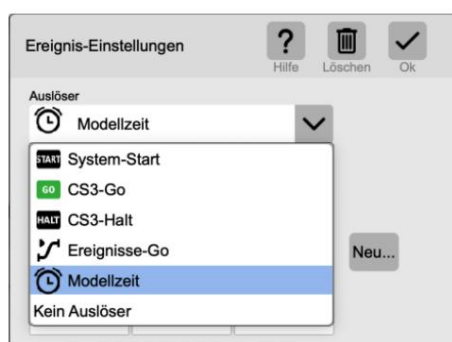 Ereignis-Einstellungen
?
Hilfe Löschen Ok
Auslöser
Modellzeit
START System-Start
GO CS3-Go
HALT CS3-Halt
Ereignisse-Go
Neu...
Modellzeit
Kein Auslöser